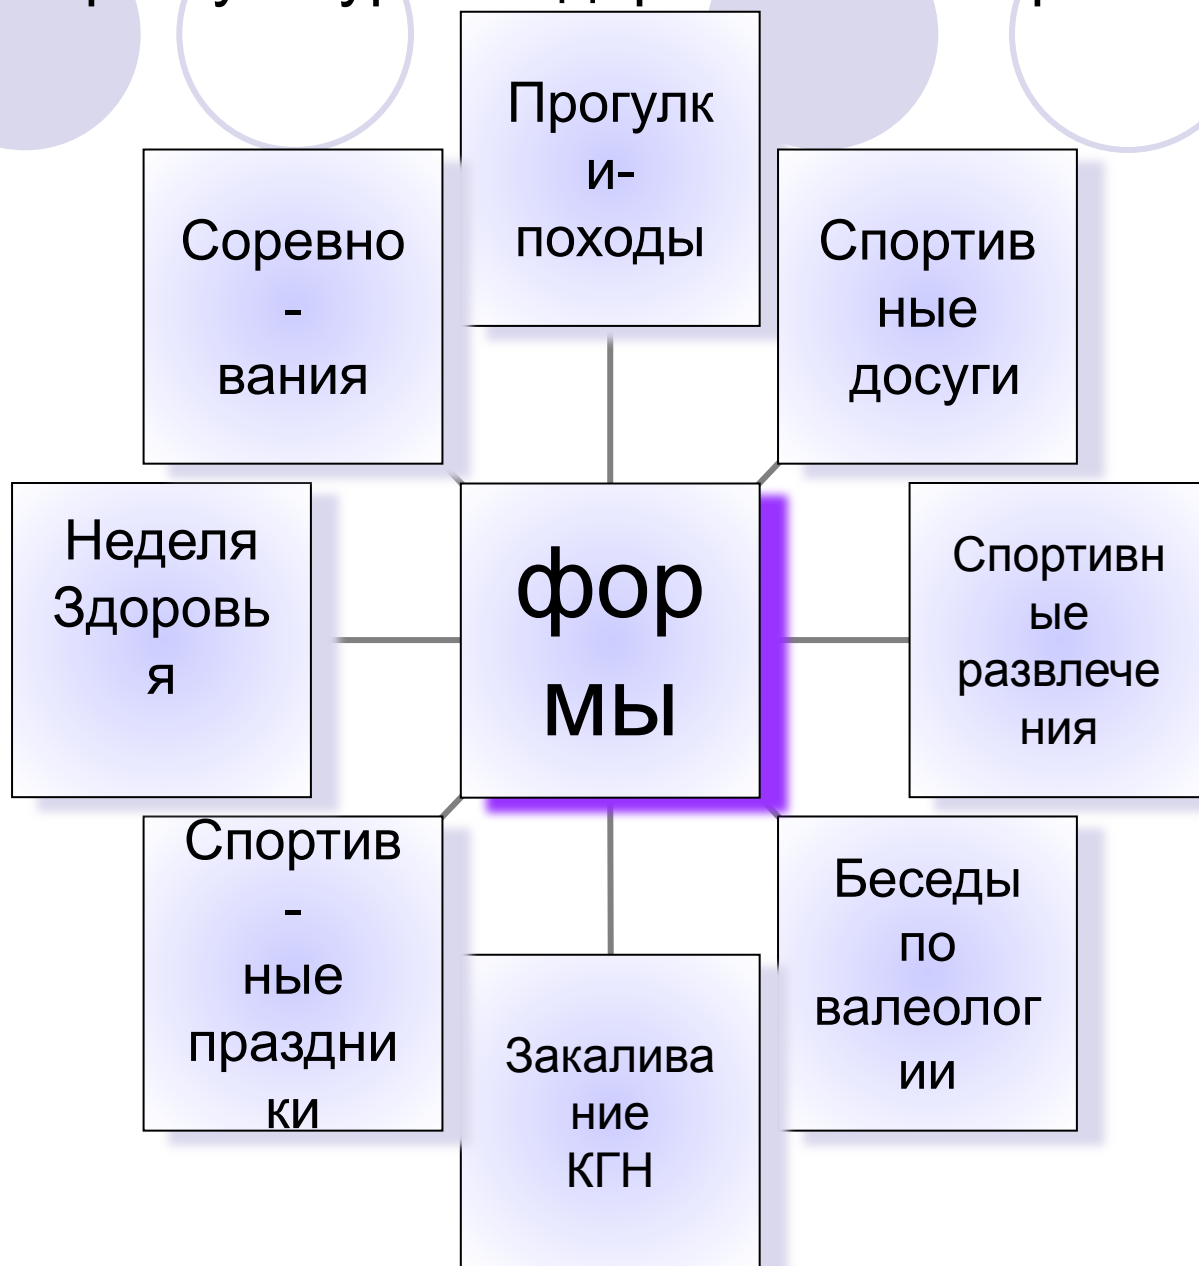 Прогулк
и-
походы
Соревно
-
вания
Спортив
ные
досуги
Неделя
Здоровь
я
фор
мы
Спортивн
ые
развлече
ния
Спортив
-
ные
праздни
ки
Беседы
по
валеолог
ии
Закалива
ние
КГН